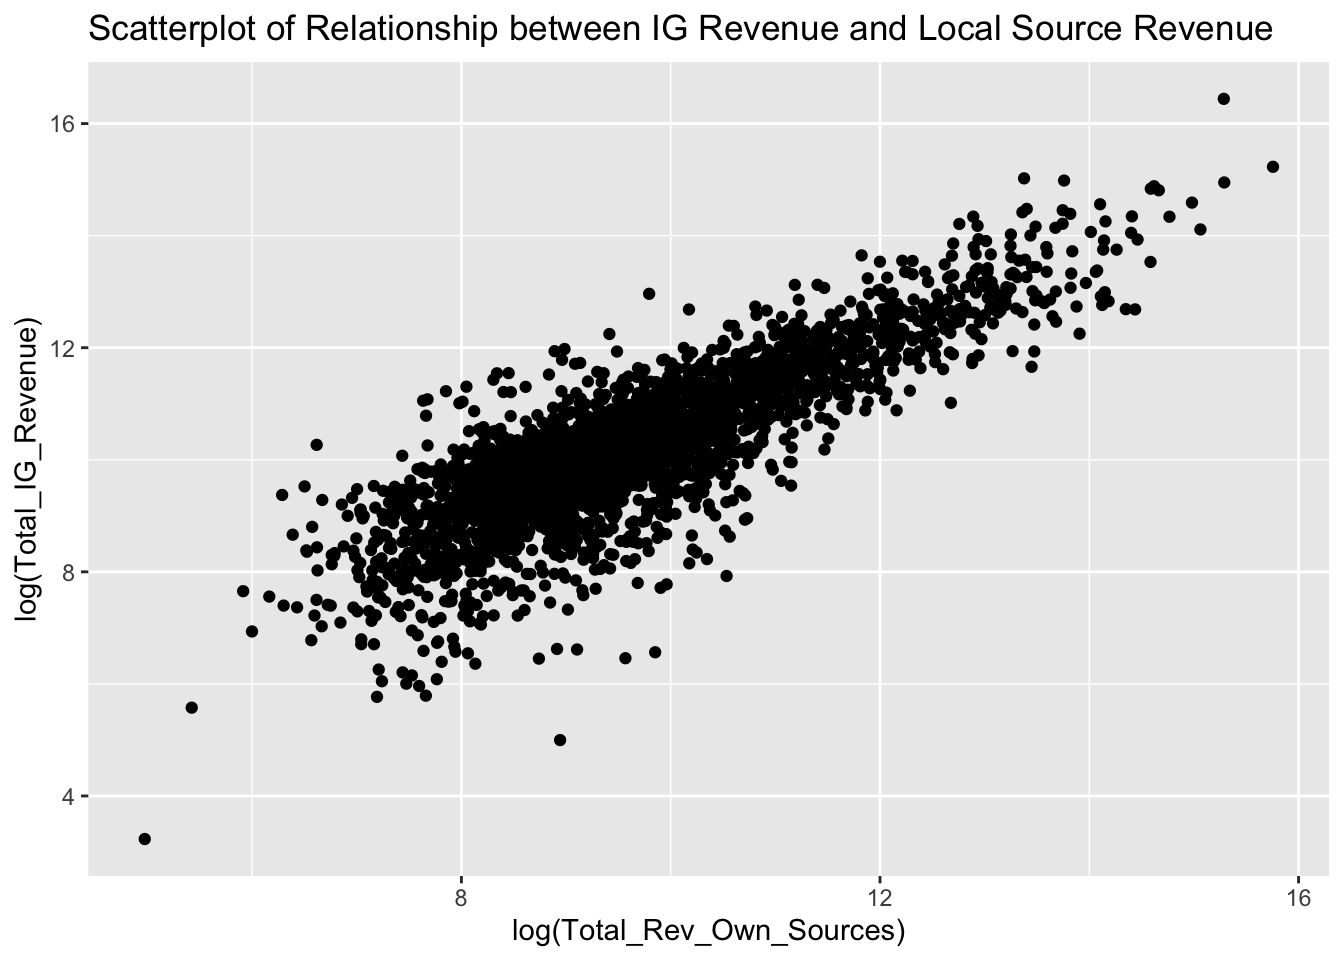 Scatterplot of Relationship between IG Revenue and Local Source Revenue
log(Total_IG_Revenue)
16
12
8
4
8
12
16
log(Total_Rev_Own_Sources)